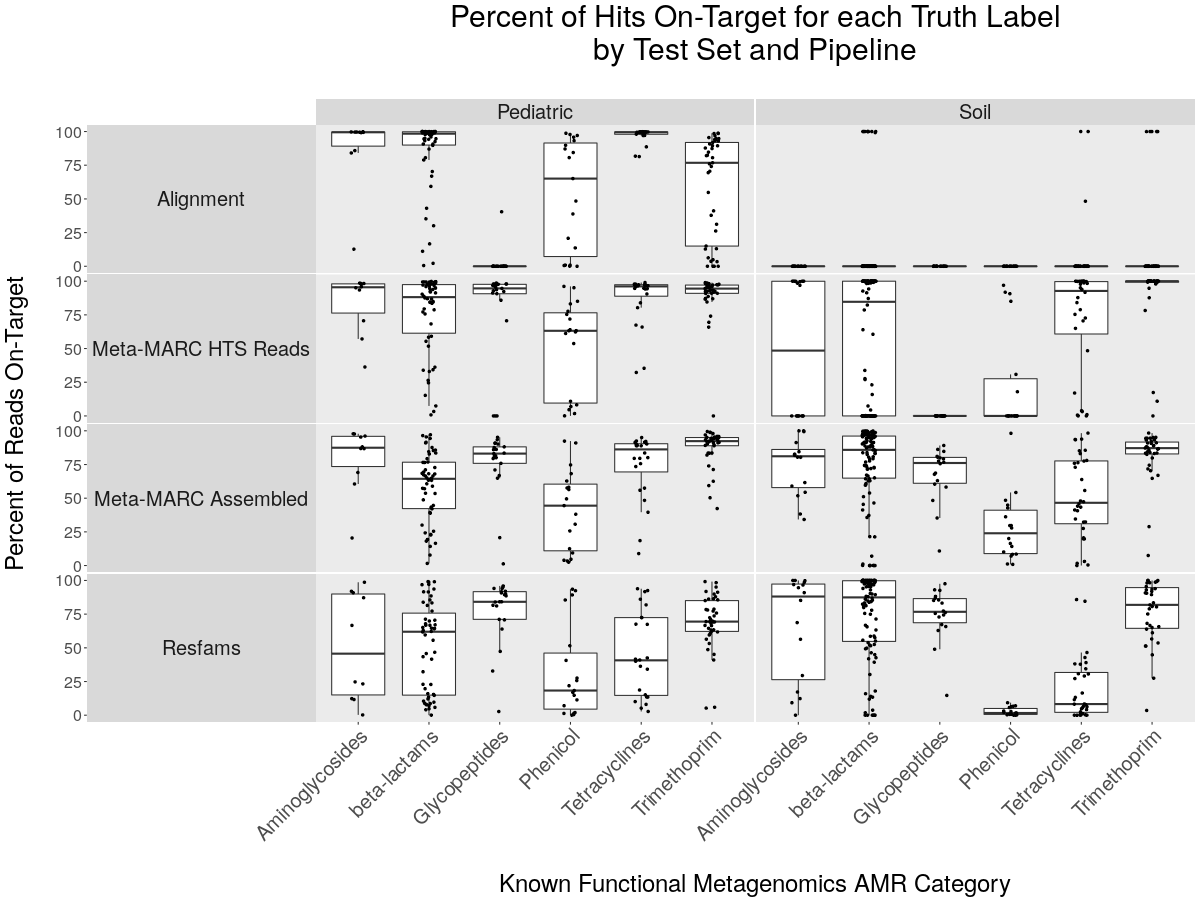 Percent of Hits On-Target for each Truth Label
by Test Set and Pipeline
Pediatric
Soil
Percent of Reads On-Target
Alignment
100
75
50
25
0
Meta-MARC HTS Reads
100
75
50
25
0
Meta-MARC Assembled
100
75
50
25
0
Resfams
100
75
50
25
0
Aminoglycosides
beta-lactams
Glycopeptides
Phenicol
Tetracyclines
Trimethoprim
Aminoglycosides
beta-lactams
Glycopeptides
Phenicol
Tetracyclines
Trimethoprim
Known Functional Metagenomics AMR Category